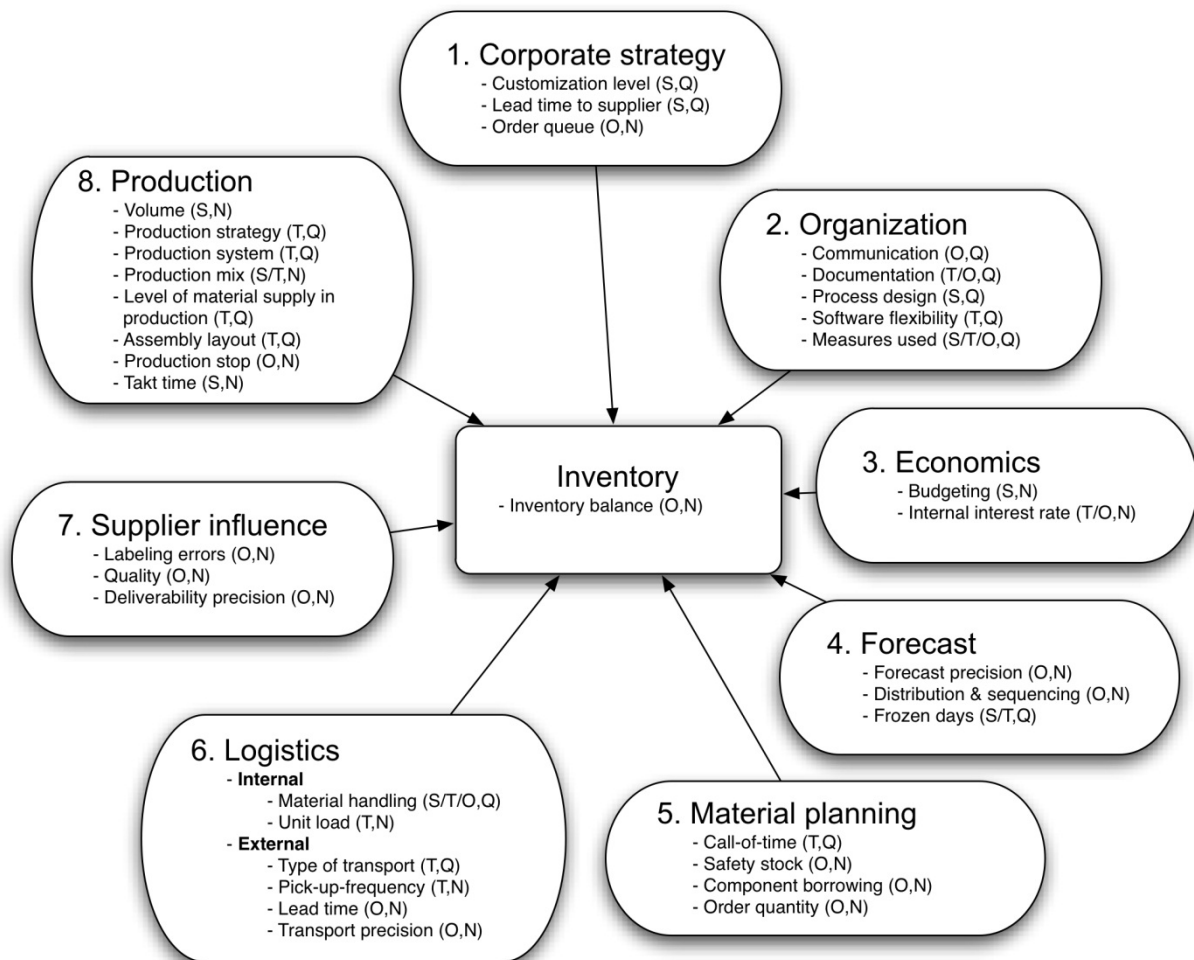 1. Corporate strategy
- Customization level (S,Q)
- Lead time to supplier (S,Q)
- Order queue (O,N)
8. Production
- Volume (S,N)
- Production strategy (T,Q)
- Production system (T,Q)
- Production mix (S/T,N)
- Level of material supply in
production (T,Q)
- Assembly layout (T,Q)
- Production stop (O,N)
- Takt time (S,N)
2. Organization
- Communication (O,Q)
- Documentation (T/O,Q)
- Process design (S,Q)
- Software flexibility (T,Q)
- Measures used (S/T/O,Q)
Inventory
- Inventory balance (O,N)
3. Economics
- Budgeting (S,N)
- Internal interest rate (T/O,N)
7. Supplier influence
- Labeling errors (O,N)
- Quality (O,N)
- Deliverability precision (O,N)
4. Forecast
- Forecast precision (O,N)
- Distribution & sequencing (O,N)
- Frozen days (S/T,Q)
6. Logistics
- Internal
- Material handling (S/T/O,Q)
- Unit load (T,N)
- External
- Type of transport (T,Q)
- Pick-up-frequency (T,N)
- Lead time (O,N)
- Transport precision (O,N)
5. Material planning
- Call-of-time (T,Q)
- Safety stock (O,N)
- Component borrowing (O,N)
- Order quantity (O,N)